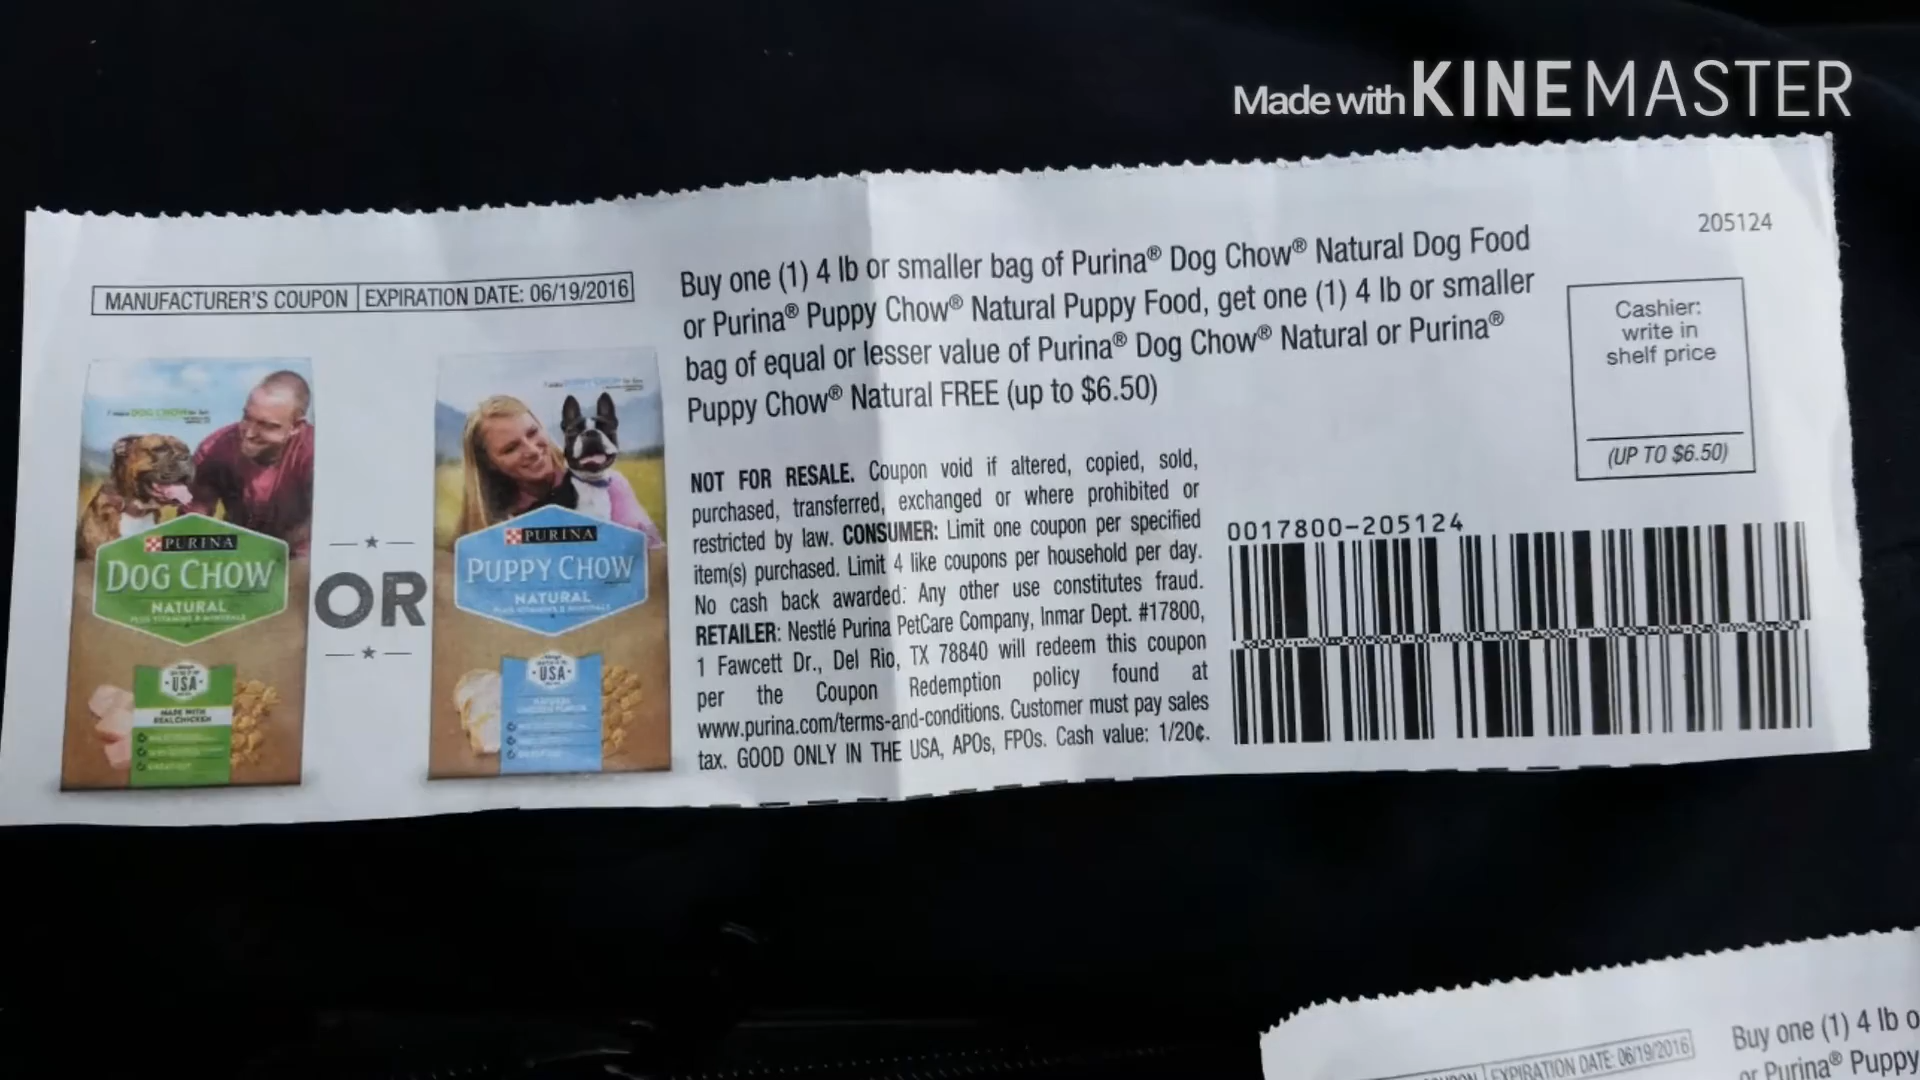 Made with KINEMASTER
205124
MANUFACTURER'S COUPON | EXPIRATION DATE: 06/19/2016
Buy one (1) 4 lb or smaller bag of Purina® Dog Chow® Natural Dog Food
or Purina® Puppy Chow® Natural Puppy Food, get one (1) 4 lb or smaller
bag of equal or lesser value of Purina® Dog Chow® Natural or Purina®
Puppy Chow® Natural FREE (up to $6.50)
Cashier:
write in
shelf price
(UP TO $6.50)
PURINA
DOG CHOW
NATURAL
PLUS VITAMINS & MINERALS
USA
MADE WITH
REAL CHICKEN
OR
PURINA
PUPPY CHOW
NATURAL
PLUS VITAMINS & MINERALS
USA
NOT FOR RESALE. Coupon void if altered, copied, sold,
purchased, transferred, exchanged or where prohibited or
restricted by law. CONSUMER: Limit one coupon per specified
item(s) purchased. Limit 4 like coupons per household per day.
No cash back awarded. Any other use constitutes fraud.
RETAILER: Nestlé Purina PetCare Company, Inmar Dept. #17800,
1 Fawcett Dr., Del Rio, TX 78840 will redeem this coupon
per the Coupon Redemption policy found at
www.purina.com/terms-and-conditions. Customer must pay sales
tax. GOOD ONLY IN THE USA, APOs, FPOs. Cash value: 1/20¢.
0017800-205124
EXPIRATION DATE: 06/19/2016
Buy one (1) 4 lb o
or Purina® Puppy